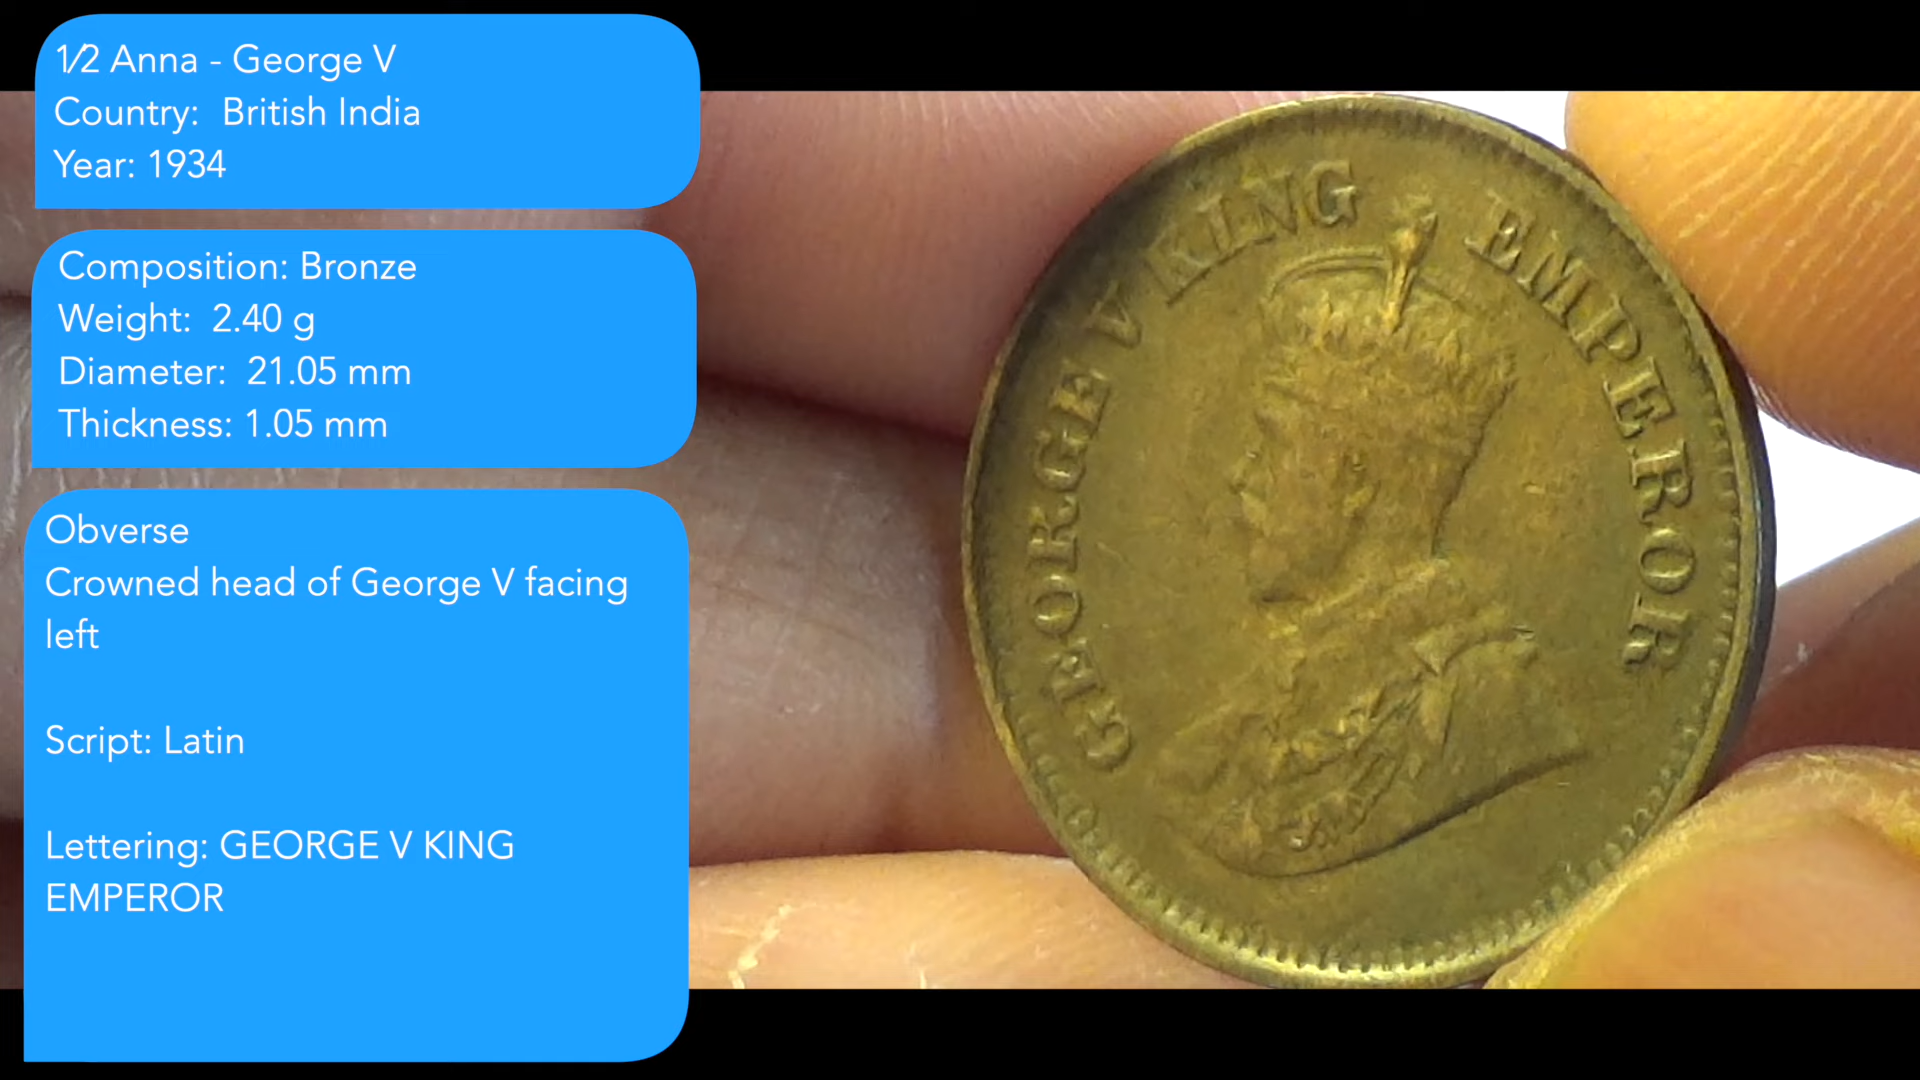 1/2 Anna - George V
Country: British India
Year: 1934
Composition: Bronze
Weight: 2.40 g
Diameter: 21.05 mm
Thickness: 1.05 mm
Obverse
Crowned head of George V facing
left
Script: Latin
Lettering: GEORGE V KING
EMPEROR
GEORGE V KING EMPEROR